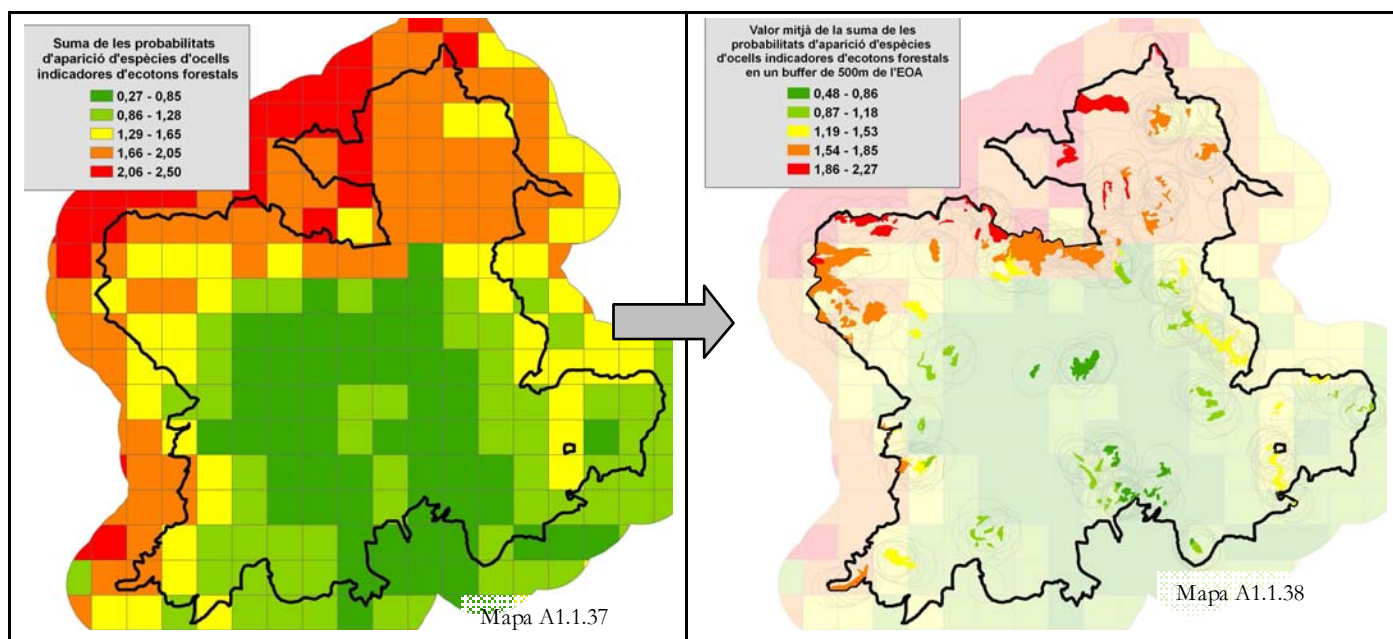 Suma de les probabilitats
d'aparició d'espècies d'ocells
indicadores d'ecotons forestals
0,27 - 0,85
0,86 - 1,28
1,29 - 1,65
1,66 - 2,05
2,06 - 2,50
Mapa A1.1.37
Valor mitjà de la suma de les
probabilitats d'aparició d'espècies
d'ocells indicadores d'ecotons forestals
en un buffer de 500m de l'EOA
0,48 - 0,86
0,87 - 1,18
1,19 - 1,53
1,54 - 1,85
1,86 - 2,27
Mapa A1.1.38